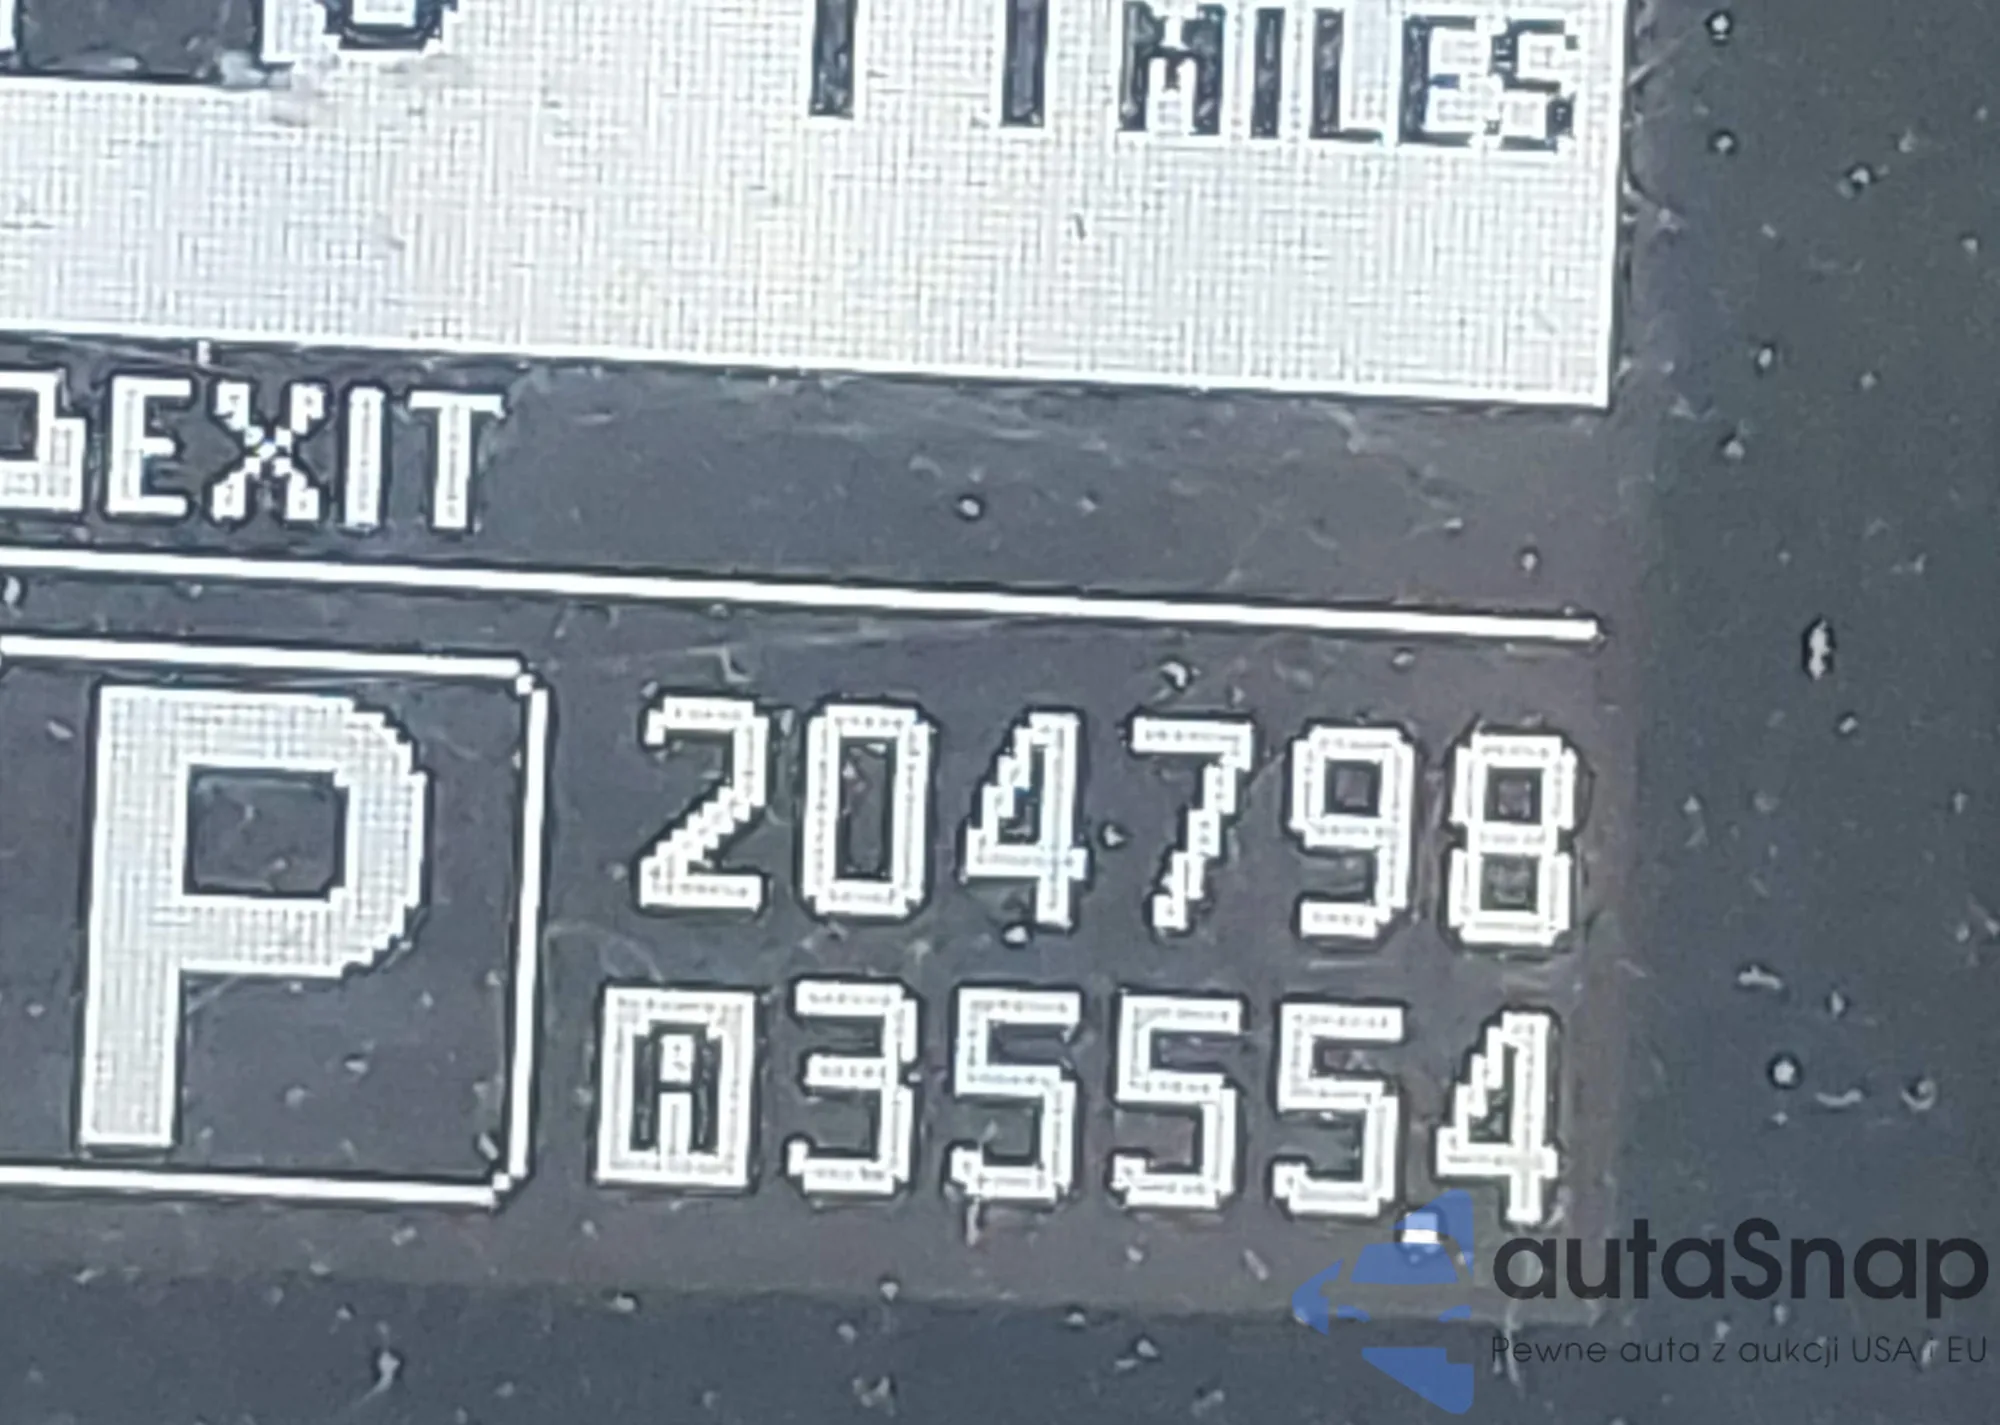 MILES
EXIT
P
204798
A 35554
autaSnap
Pewne auta z aukcji USA i EU